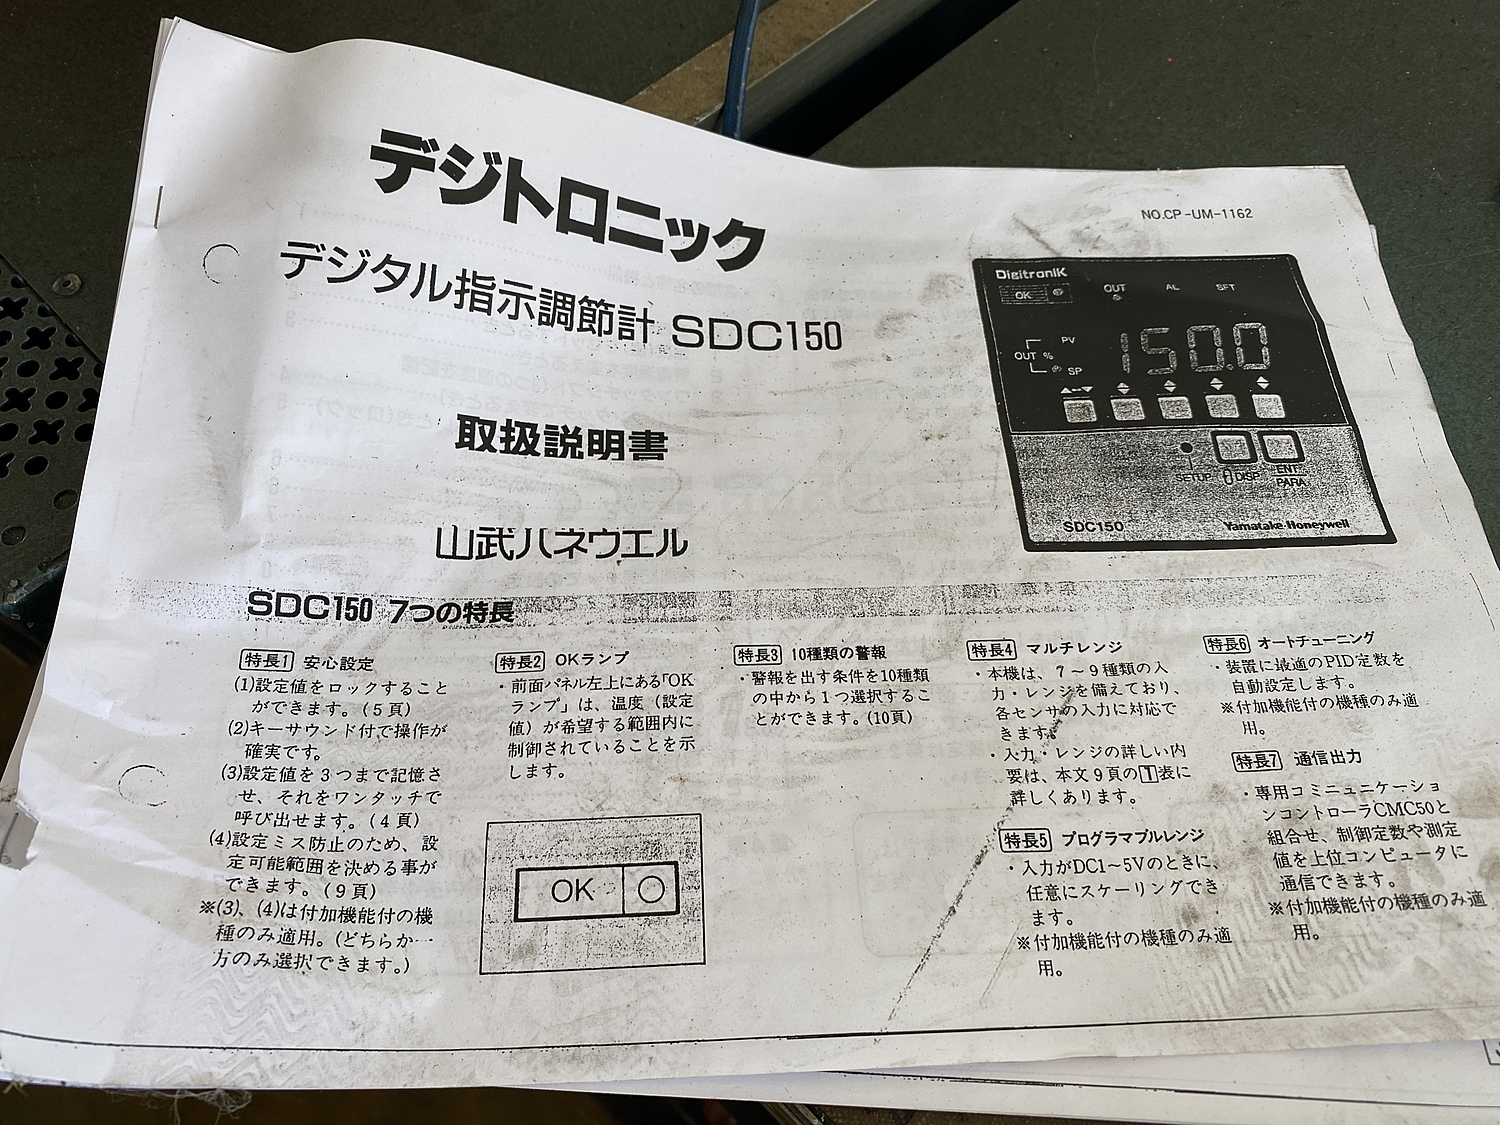 デジトロニック
NO.CP-UM-1162
デジタル指示調節計 SDC150
取扱説明書
山武ハネウエル
DigitroniK
OK
OUT
AL
SFT
PV
OUT %
SP
150.0
SETUP
DISP
ENT
PARA
SDC150
Yamatake-Honeywell
SDC150 7つの特長
特長1 安心設定
(1)設定値をロックすること
ができます。(5頁)
(2)キーサウンド付で操作が
確実です。
(3)設定値を3つまで記憶さ
せ、それをワンタッチで
呼び出せます。(4頁)
(4)設定ミス防止のため、設
定可能範囲を決める事が
できます。(9頁)
※(3)、(4)は付加機能付の機
種のみ適用。(どちらか一
方のみ選択できます。)
特長2 OKランプ
・前面パネル左上にある「OK
ランプ」は、温度(設定
値)が希望する範囲内に
制御されていることを示
します。
OK
特長3 10種類の警報
・警報を出す条件を10種類
の中から1つ選択するこ
とができます。(10頁)
特長4 マルチレンジ
・本機は、7～9種類の入
力・レンジを備えており、
各センサの入力に対応で
きます。
・入力・レンジの詳しい内
要は、本文9頁の1表に
詳しくあります。
特長5 プログラマブルレンジ
・入力がDC1～5Vのときに、
任意にスケーリングでき
ます。
※付加機能付の機種のみ適
用。
特長6 オートチューニング
・装置に最適のPID定数を
自動設定します。
※付加機能付の機種のみ適
用。
特長7 通信出力
・専用コミニュニケーショ
ンコントローラCMC50と
組合せ、制御定数や測定
値を上位コンピュータに
通信できます。
※付加機能付の機種のみ適
用。